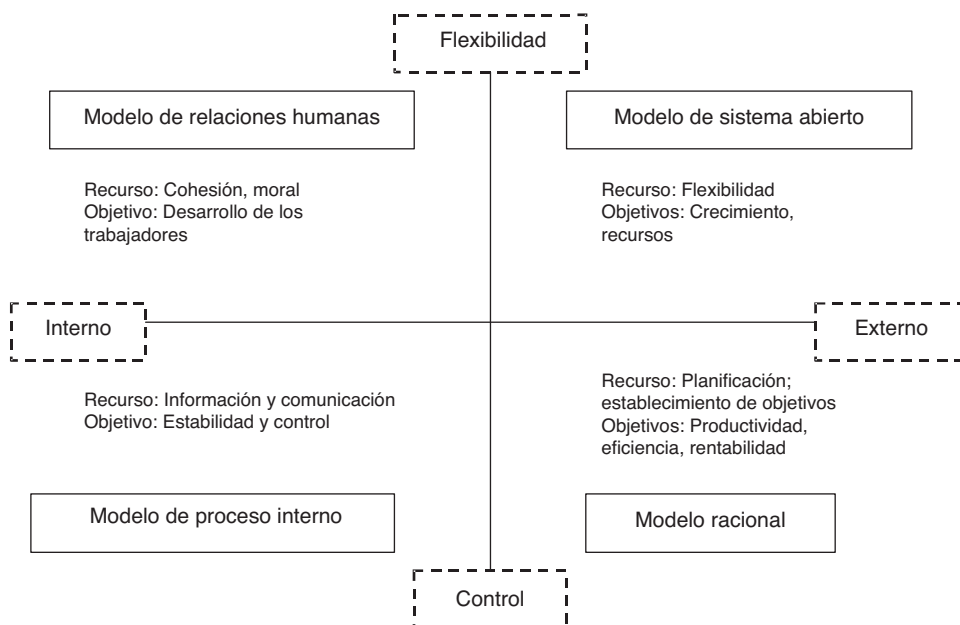 Flexibilidad
Modelo de relaciones humanas
Modelo de sistema abierto
Recurso: Cohesión, moral
Objetivo: Desarrollo de los
trabajadores
Recurso: Flexibilidad
Objetivos: Crecimiento,
recursos
Interno
Externo
Recurso: Información y comunicación
Objetivo: Estabilidad y control
Recurso: Planificación;
establecimiento de objetivos
Objetivos: Productividad,
eficiencia, rentabilidad
Modelo de proceso interno
Modelo racional
Control